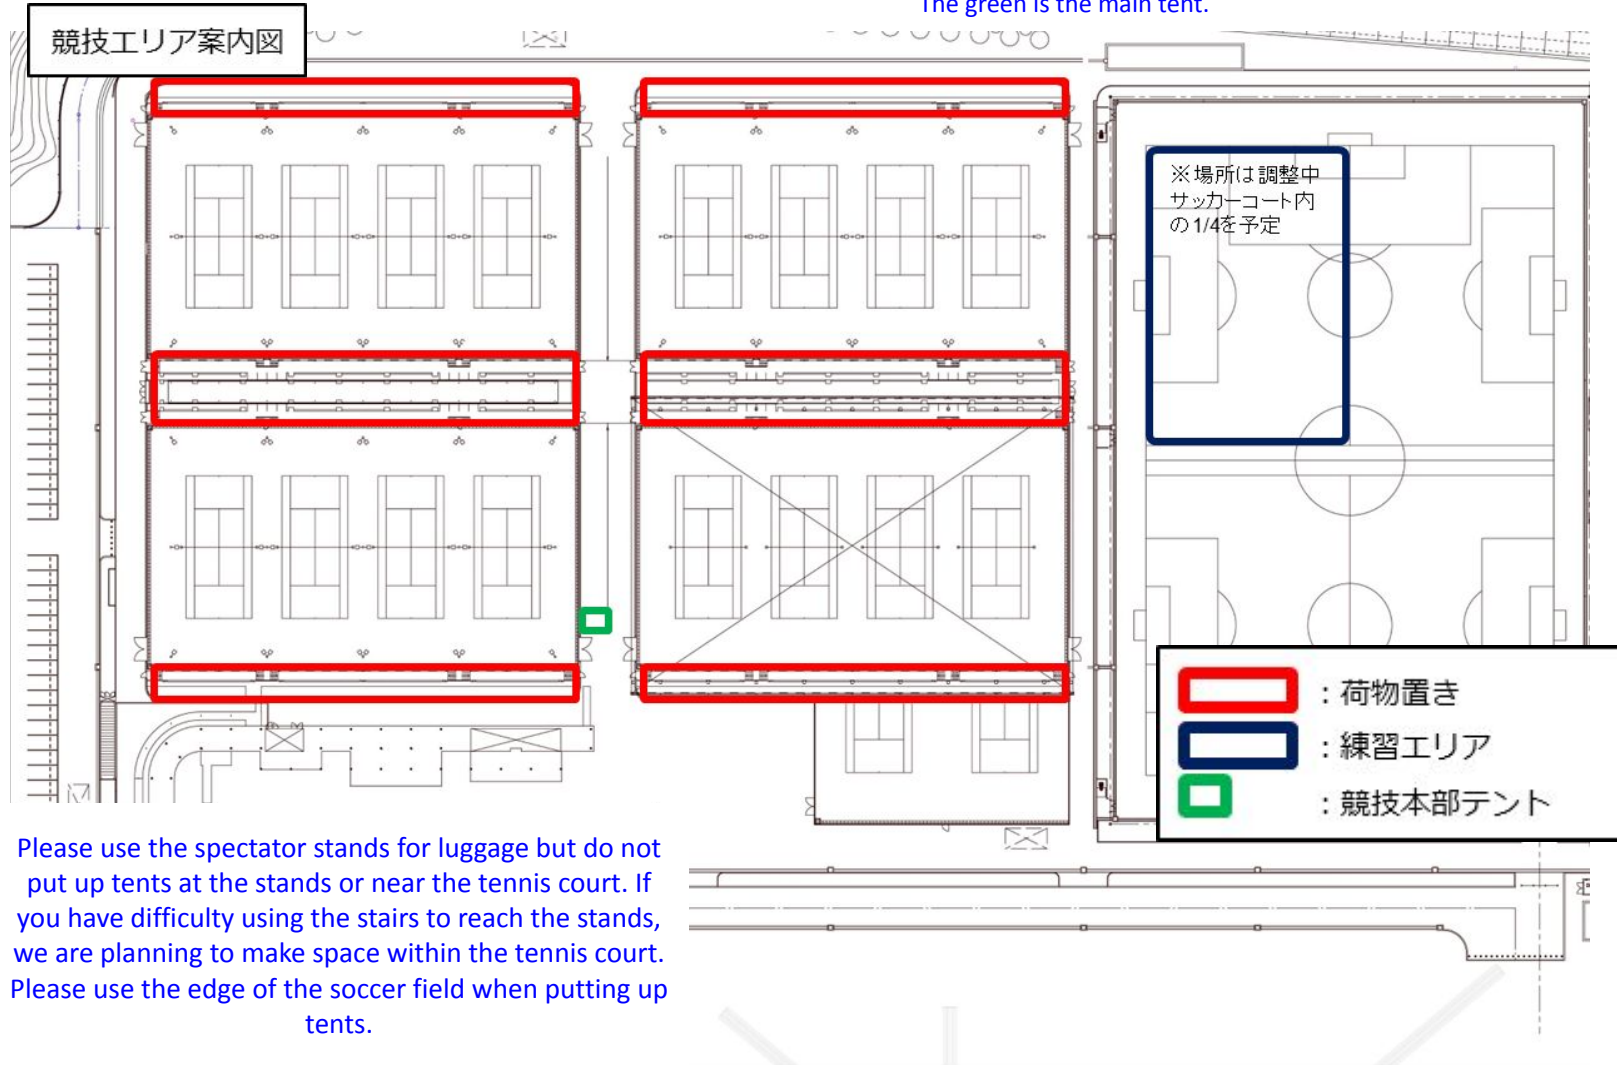 The green is the main tent.
競技エリア案内図
※場所は調整中
サッカーコート内
の1/4を予定
：荷物置き
：練習エリア
：競技本部テント
Please use the spectator stands for luggage but do not
put up tents at the stands or near the tennis court. If
you have difficulty using the stairs to reach the stands,
we are planning to make space within the tennis court.
Please use the edge of the soccer field when putting up
tents.